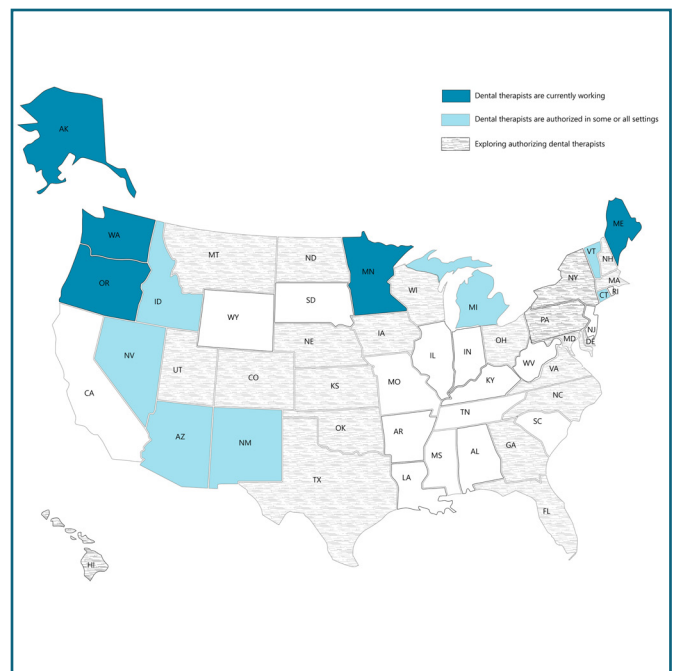 Dental therapists are currently working
Dental therapists are authorized in some or all settings
Exploring authorizing dental therapists
AK
WA
OR
ID
MT
ND
MN
ME
VT
NH
WI
NY
MA
CT RI
SD
WY
MI
PA
NJ
IA
NE
OH
MD DE
NV
UT
CO
IL
IN
WV
VA
CA
KS
MO
KY
NC
TN
AZ
NM
OK
AR
SC
MS
AL
GA
TX
LA
FL
HI